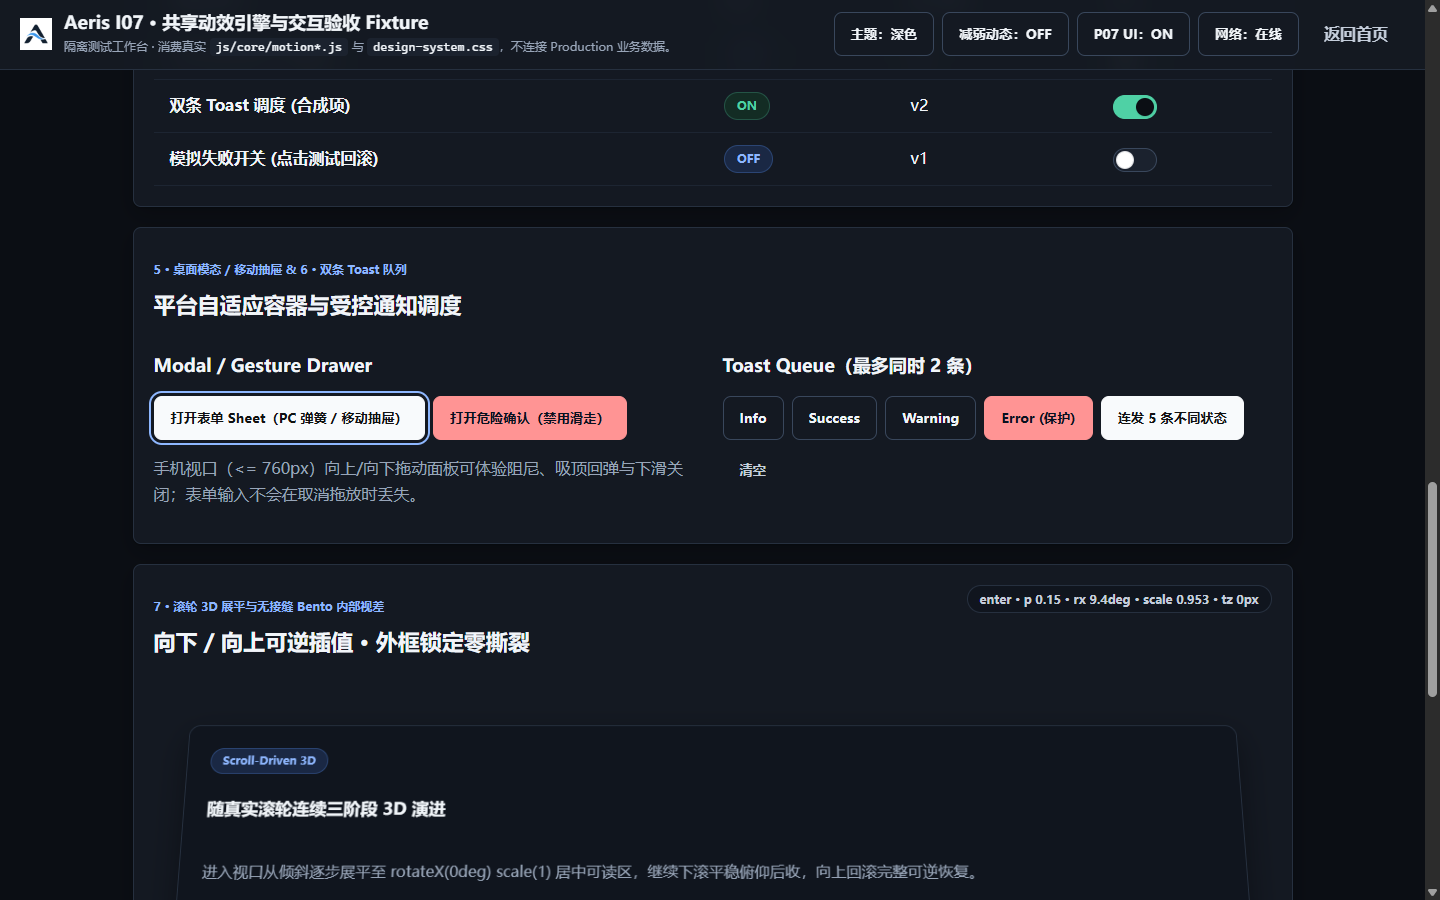 Aeris I07 • 共享动效引擎与交互验收 Fixture
隔离测试工作台 · 消费真实 js/core/motion*.js 与 design-system.css ，不连接 Production 业务数据。
主题：深色
减弱动态：OFF
P07 UI：ON
网络：在线
返回首页
双条 Toast 调度 (合成项)
ON
v2
模拟失败开关 (点击测试回滚)
OFF
v1
5 • 桌面模态 / 移动抽屉 & 6 • 双条 Toast 队列
平台自适应容器与受控通知调度
Modal / Gesture Drawer
打开表单 Sheet（PC 弹簧 / 移动抽屉）
打开危险确认（禁用滑走）
手机视口（<= 760px）向上/向下拖动面板可体验阻尼、吸顶回弹与下滑关
闭；表单输入不会在取消拖放时丢失。
Toast Queue（最多同时 2 条）
Info
Success
Warning
Error (保护)
连发 5 条不同状态
清空
7 • 滚轮 3D 展平与无接缝 Bento 内部视差
enter • p 0.15 • rx 9.4deg • scale 0.953 • tz 0px
向下 / 向上可逆插值 • 外框锁定零撕裂
Scroll-Driven 3D
随真实滚轮连续三阶段 3D 演进
进入视口从倾斜逐步展平至 rotateX(0deg) scale(1) 居中可读区，继续下滚平稳俯仰后收，向上回滚完整可逆恢复。